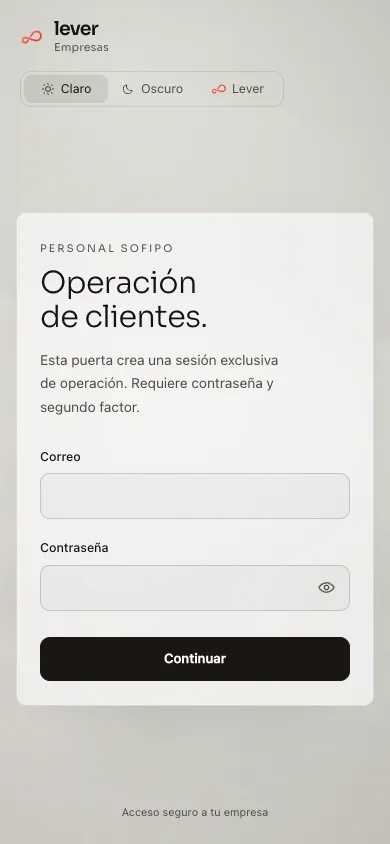 lever
Empresas
Claro Oscuro Lever
PERSONAL SOFIPO
Operación
de clientes.
Esta puerta crea una sesión exclusiva
de operación. Requiere contraseña y
segundo factor.
Correo
Contraseña
Continuar
Acceso seguro a tu empresa